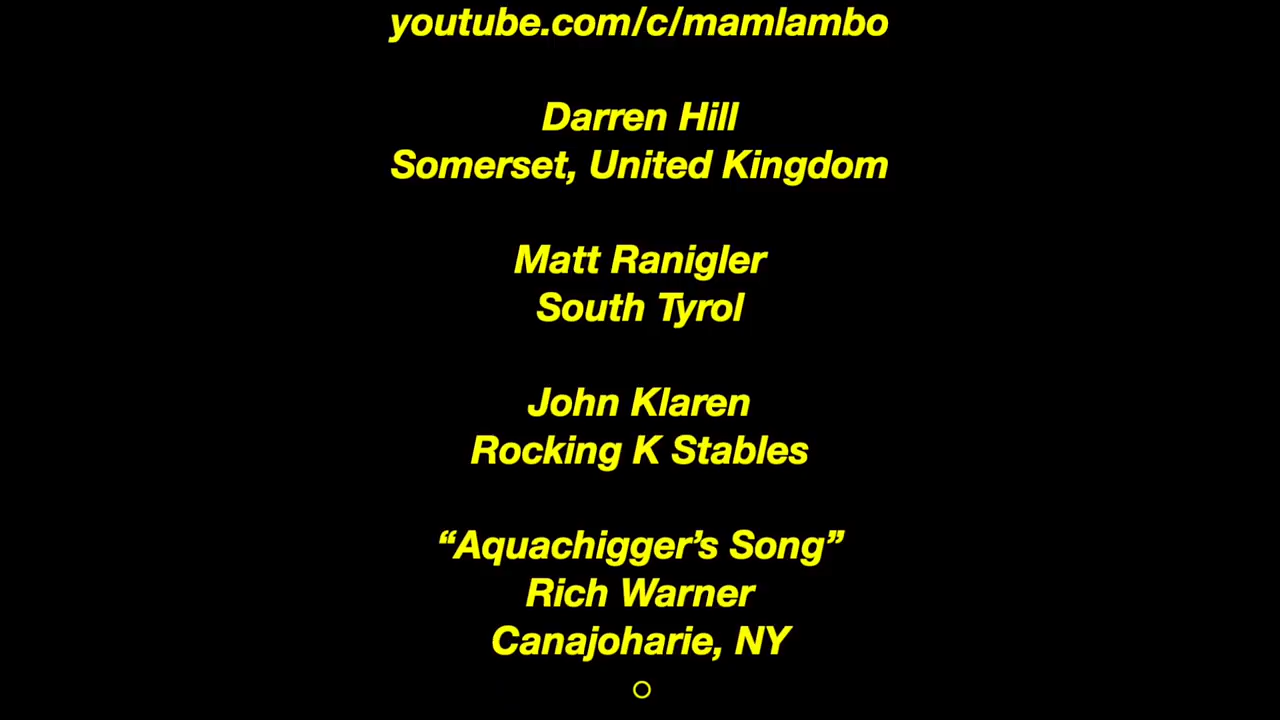 youtube.com/c/mamlambo
Darren Hill
Somerset, United Kingdom
Matt Ranigler
South Tyrol
John Klaren
Rocking K Stables
“Aquachigger’s Song”
Rich Warner
Canajoharie, NY